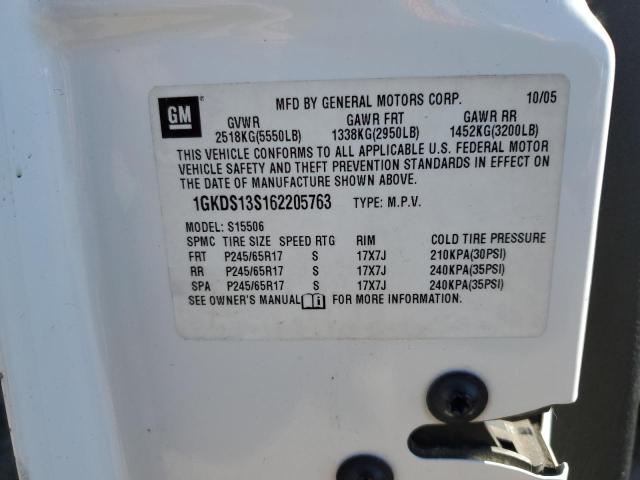 MFD BY GENERAL MOTORS CORP. 10/05
GM
GVWR GAWR FRT GAWR RR
2518KG(5550LB) 1338KG(2950LB) 1452KG(3200LB)
THIS VEHICLE CONFORMS TO ALL APPLICABLE U.S. FEDERAL MOTOR
VEHICLE SAFETY AND THEFT PREVENTION STANDARDS IN EFFECT ON
THE DATE OF MANUFACTURE SHOWN ABOVE.
1GKDS13S162205763 TYPE: M.P.V.
MODEL: S15506
SPMC TIRE SIZE SPEED RTG RIM COLD TIRE PRESSURE
FRT P245/65R17 S 17X7J 210KPA(30PSI)
RR P245/65R17 S 17X7J 240KPA(35PSI)
SPA P245/65R17 S 17X7J 240KPA(35PSI)
SEE OWNER'S MANUAL FOR MORE INFORMATION.